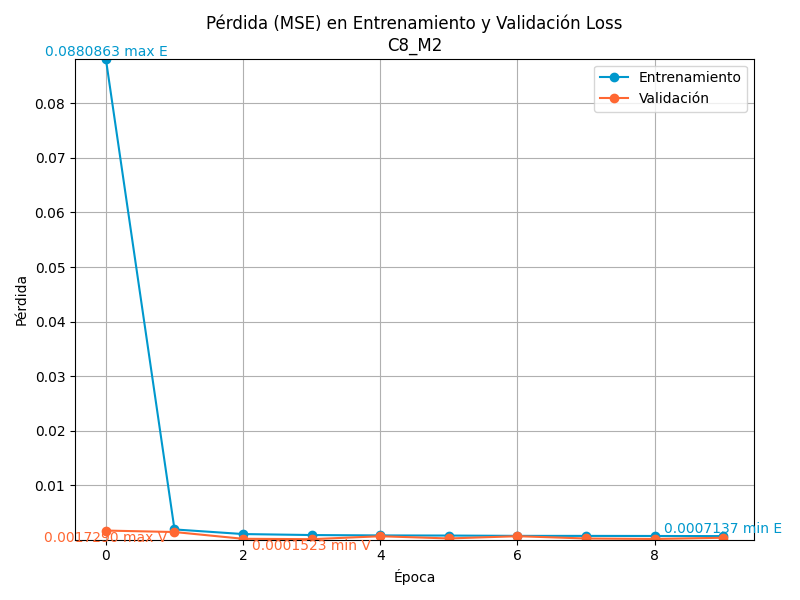 Pérdida (MSE) en Entrenamiento y Validación Loss
C8_M2
0.0880863 max E
Entrenamiento
Validación
0.08
0.07
0.06
0.05
0.04
0.03
0.02
0.01
Pérdida
0.0007137 min E
max V
0.0001523 min V
0 2 4 6 8
Época